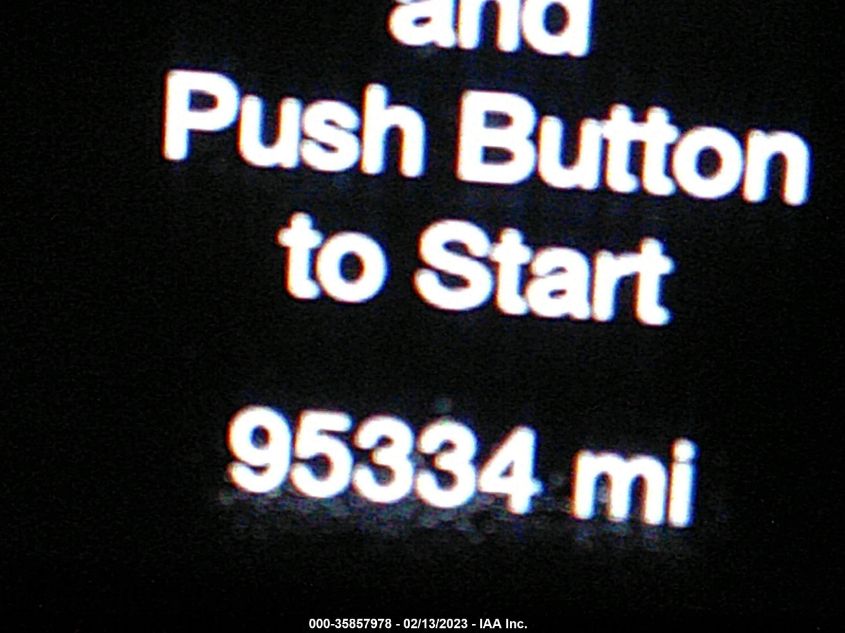 and
Push Button
to Start
95334 mi
000-35857978 - 02/13/2023 - IAA Inc.